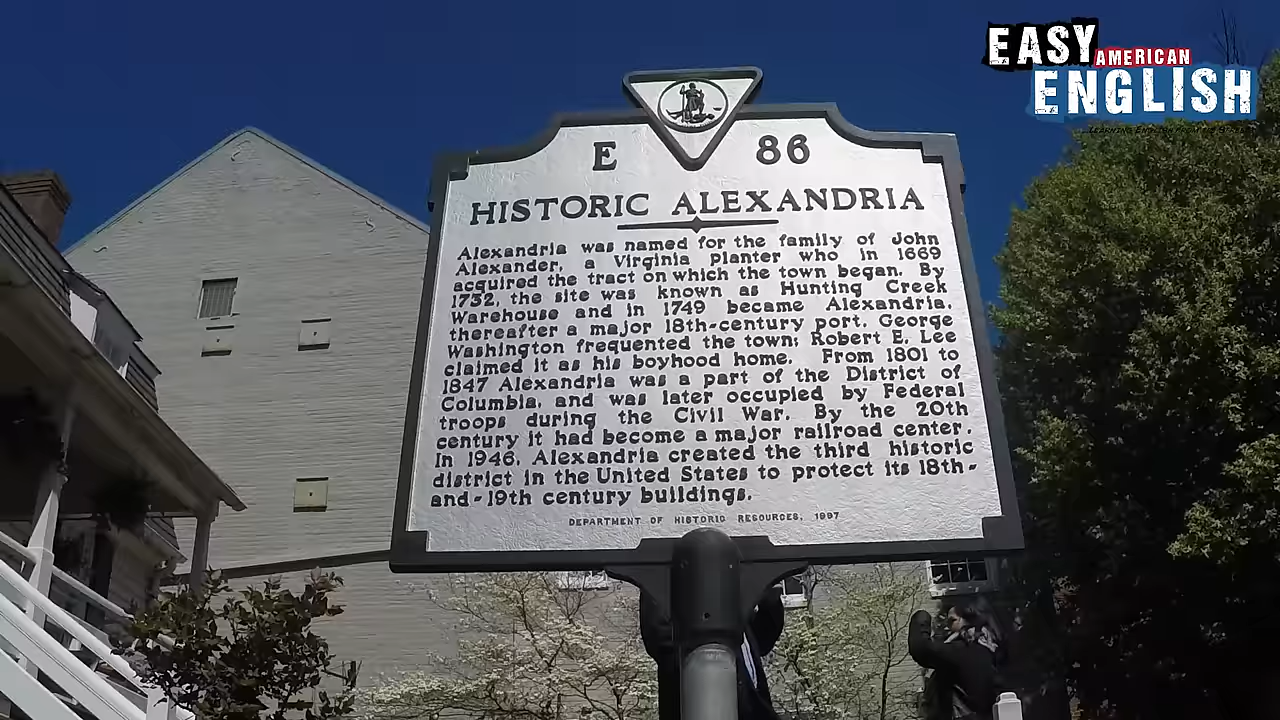 EASY
AMERICAN
ENGLISH
E 86
HISTORIC ALEXANDRIA
Alexandria was named for the family of John
Alexander, a Virginia planter who in 1669
acquired the tract on which the town began. By
1732, the site was known as Hunting Creek
Warehouse and in 1749 became Alexandria,
thereafter a major 18th-century port. George
Washington frequented the town; Robert E. Lee
claimed it as his boyhood home. From 1801 to
1847 Alexandria was a part of the District of
Columbia, and was later occupied by Federal
troops during the Civil War. By the 20th
century it had become a major railroad center.
In 1946, Alexandria created the third historic
district in the United States to protect its 18th-
and-19th century buildings.
DEPARTMENT OF HISTORIC RESOURCES, 1997